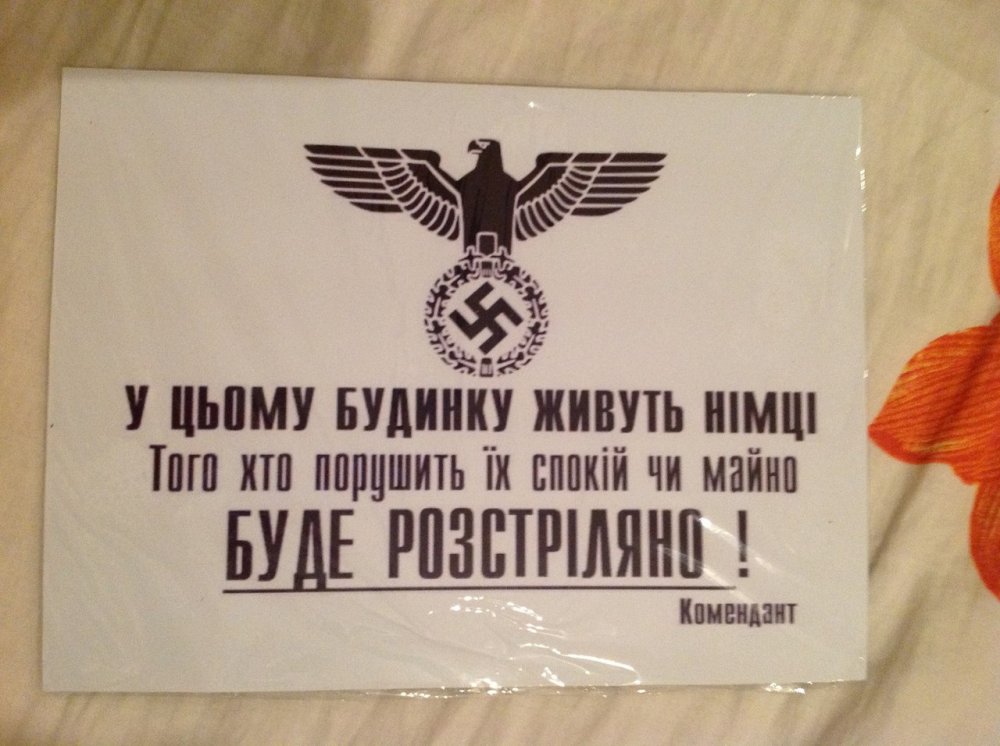 У ЦЬОМУ БУДИНКУ ЖИВУТЬ НІМЦІ
Того хто порушить їх спокій чи майно
БУДЕ РОЗСТРІЛЯНО !
Комендант